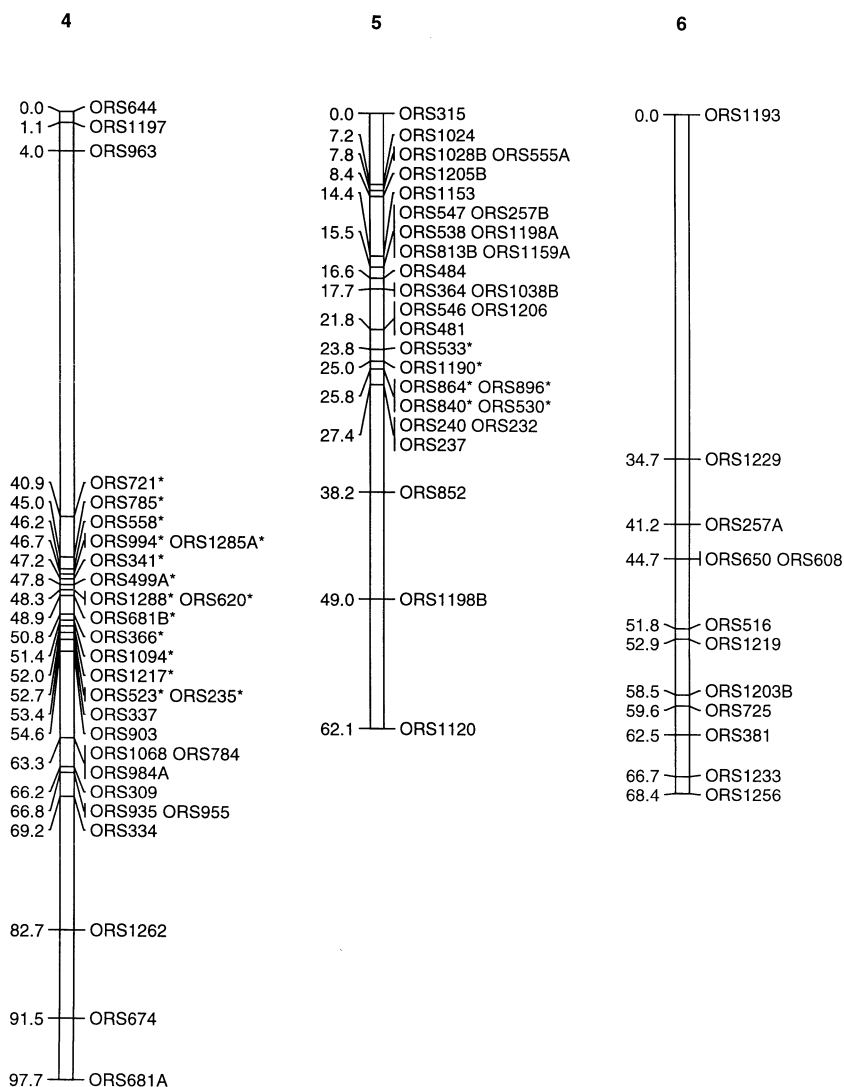 4
0.0 ORS644
1.1 ORS1197
4.0 ORS963
40.9 ORS721*
45.0 ORS785*
46.2 ORS558*
46.7 ORS994* ORS1285A*
47.2 ORS341*
47.8 ORS499A*
48.3 ORS1288* ORS620*
48.9 ORS681B*
50.8 ORS366*
51.4 ORS1094*
52.0 ORS1217*
52.7 ORS523* ORS235*
53.4 ORS337
54.6 ORS903
63.3 ORS1068 ORS784
ORS984A
66.2 ORS309
66.8 ORS935 ORS955
69.2 ORS334
82.7 ORS1262
91.5 ORS674
97.7 ORS681A
5
0.0 ORS315
7.2 ORS1024
7.8 ORS1028B ORS555A
8.4 ORS1205B
14.4 ORS1153
ORS547 ORS257B
15.5 ORS538 ORS1198A
ORS813B ORS1159A
16.6 ORS484
17.7 ORS364 ORS1038B
ORS546 ORS1206
21.8 ORS481
23.8 ORS533*
25.0 ORS1190*
ORS864* ORS896*
25.8 ORS840* ORS530*
ORS240 ORS232
27.4 ORS237
38.2 ORS852
49.0 ORS1198B
62.1 ORS1120
6
0.0 ORS1193
34.7 ORS1229
41.2 ORS257A
44.7 ORS650 ORS608
51.8 ORS516
52.9 ORS1219
58.5 ORS1203B
59.6 ORS725
62.5 ORS381
66.7 ORS1233
68.4 ORS1256